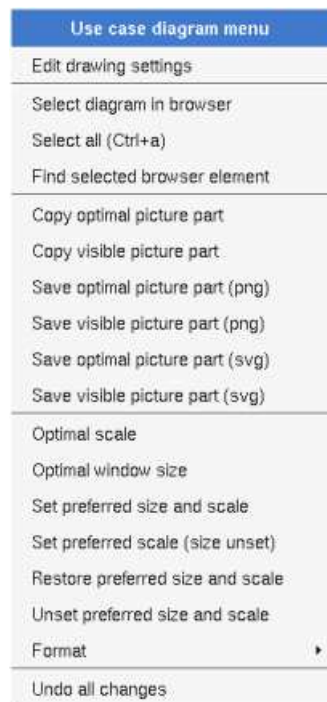 Use case diagram menu
Edit drawing settings
Select diagram in browser
Select all (Ctrl+a)
Find selected browser element
Copy optimal picture part
Copy visible picture part
Save optimal picture part (png)
Save visible picture part (png)
Save optimal picture part (svg)
Save visible picture part (svg)
Optimal scale
Optimal window size
Set preferred size and scale
Set preferred scale (size unset)
Restore preferred size and scale
Unset preferred size and scale
Format
Undo all changes